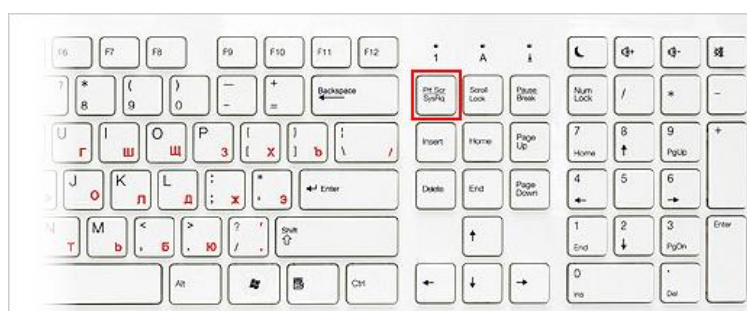 F6 F7 F8 F9 F10 F11 F12 1 A
* ( ) — + Backspace Prt Scr Scroll Pause Num / * -
8 9 0 - = SysRq Lock Break Lock
U I O P Insert Home Page 7 8 9 +
Г Ш Щ З [ Х ] Ъ \ / Up Home ↑ PgUp
J K L : " Enter Delete End Page 4 5 6
О Л Д ; Ж Э Down ← →
N M < > ? Shift ↑ 1 2 3 Enter
Т Ь , Б . Ю / . End ↓ PgDn
Alt Ctrl ← ↓ → 0 .
Ins Del